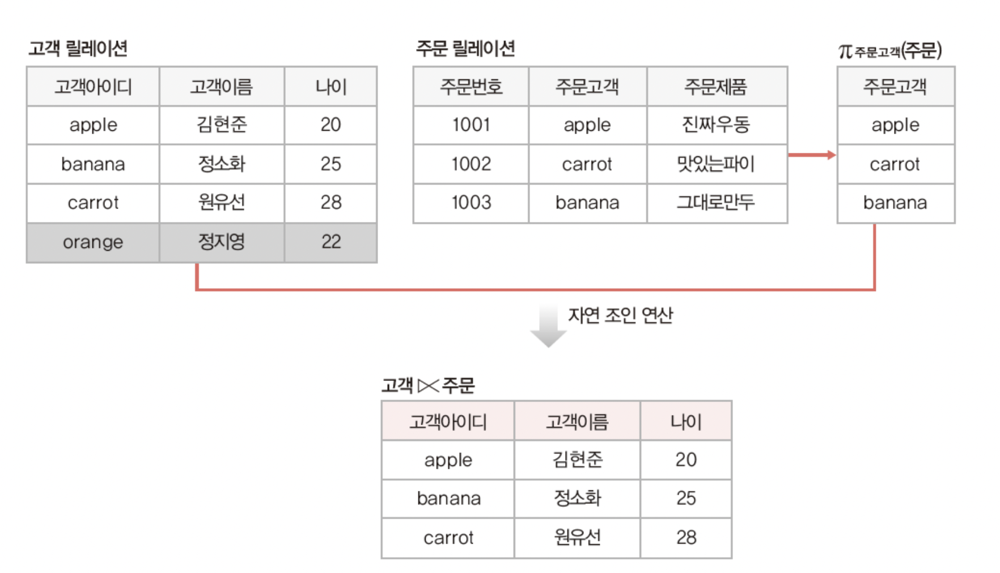 고객 릴레이션
고객아이디 고객이름 나이
apple 김현준 20
banana 정소화 25
carrot 원유선 28
orange 정지영 22
주문 릴레이션
주문번호 주문고객 주문제품
1001 apple 진짜우동
1002 carrot 맛있는파이
1003 banana 그대로만두
π주문고객(주문)
주문고객
apple
carrot
banana
자연 조인 연산
고객⋉주문
고객아이디 고객이름 나이
apple 김현준 20
banana 정소화 25
carrot 원유선 28